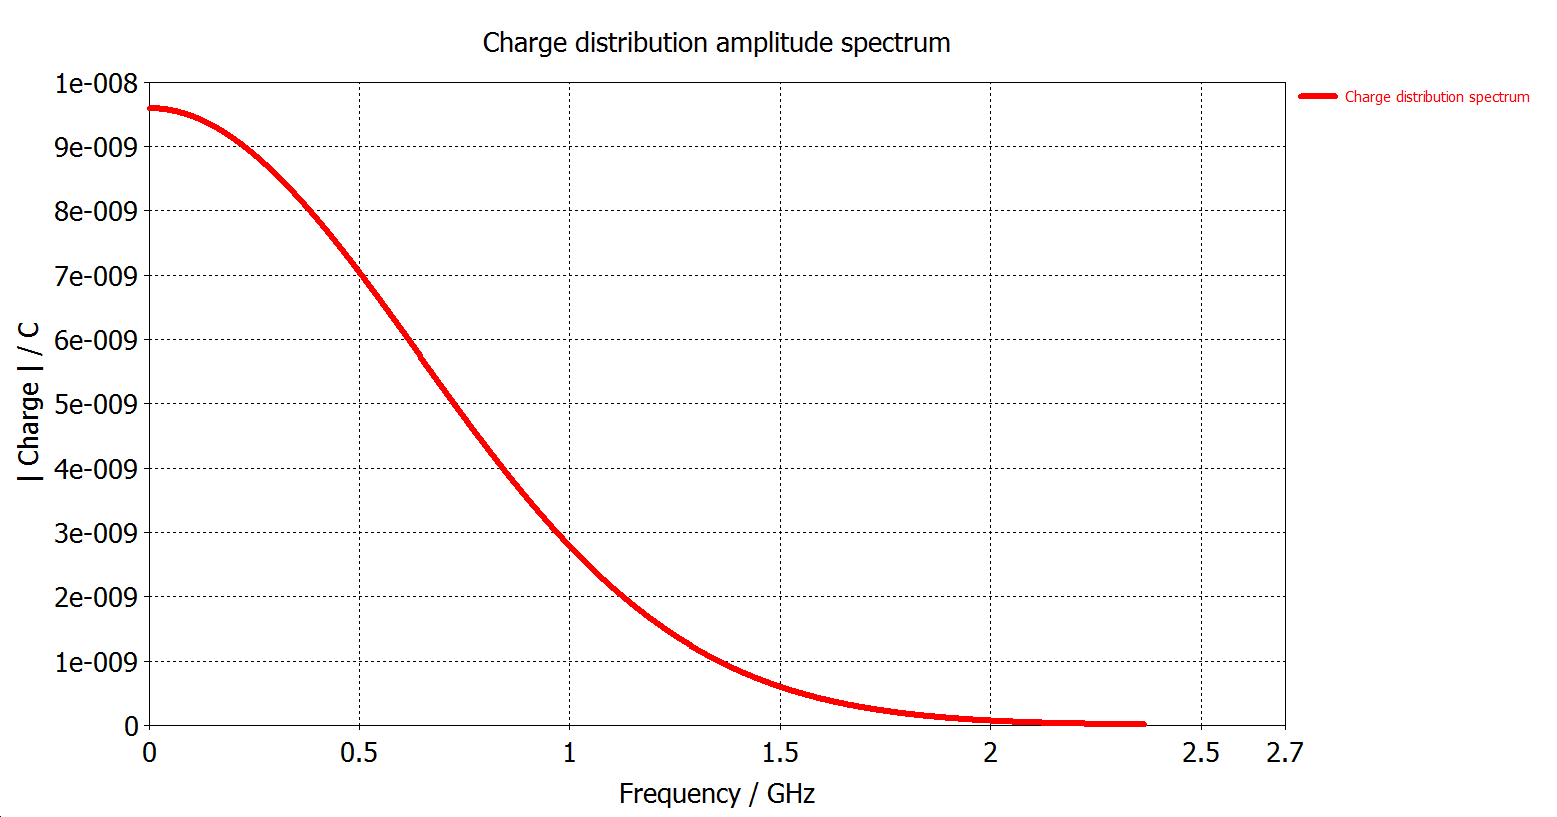 Charge distribution amplitude spectrum
1e-008
9e-009
8e-009
7e-009
6e-009
5e-009
4e-009
3e-009
2e-009
1e-009
0
| Charge | / C
0 0.5 1 1.5 2 2.5 2.7
Frequency / GHz
Charge distribution spectrum